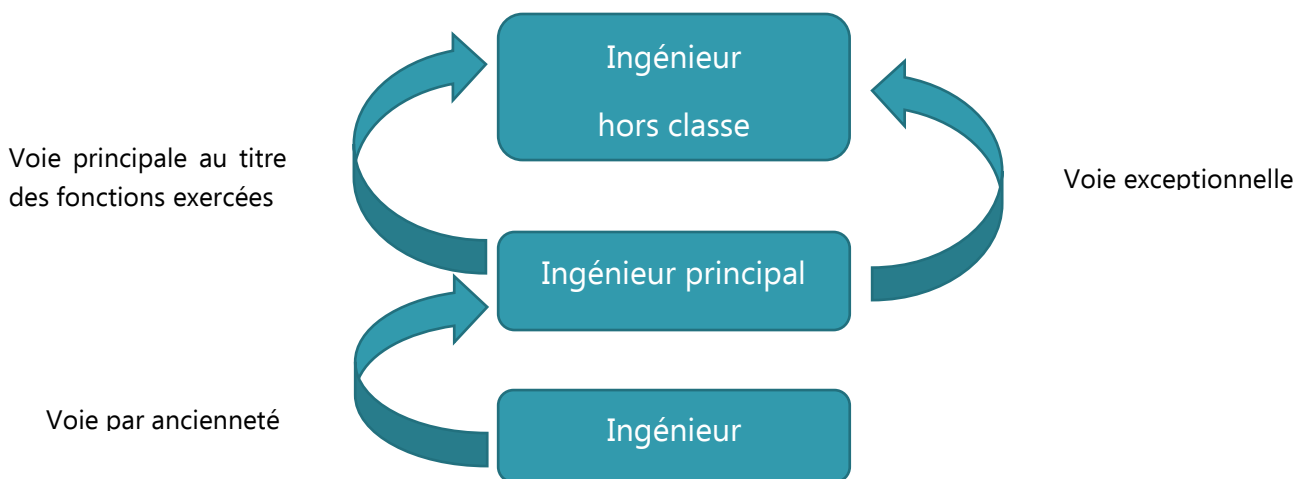 Ingénieur
hors classe
Voie principale au titre
des fonctions exercées
Voie exceptionnelle
Ingénieur principal
Voie par ancienneté
Ingénieur